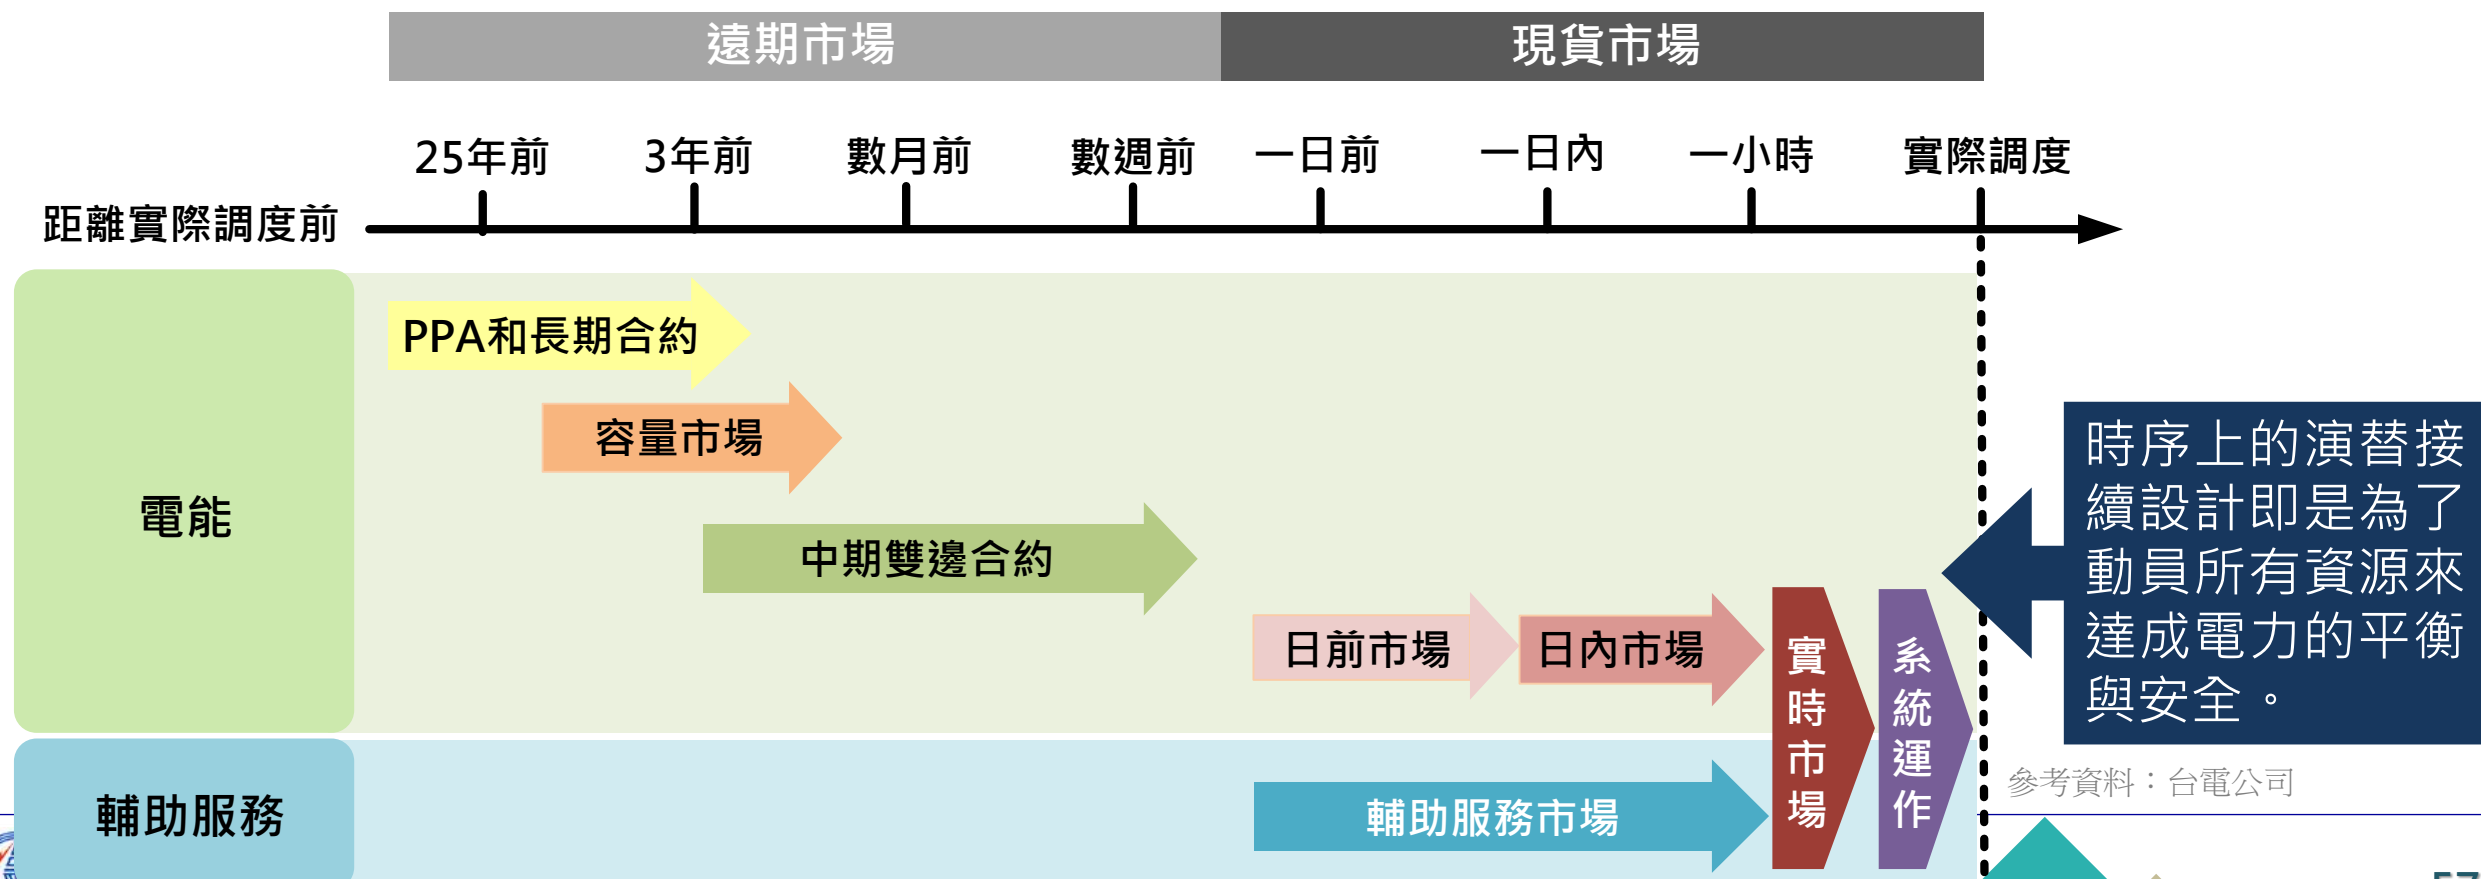 遠期市場
現貨市場
25年前
3年前
數月前
數週前
一日前
一日內
一小時
實際調度
距離實際調度前
電能
PPA和長期合約
容量市場
中期雙邊合約
日前市場
日內市場
實時市場
系統運作
時序上的演替接
續設計即是為了
動員所有資源來
達成電力的平衡
與安全。
參考資料：台電公司
輔助服務
輔助服務市場